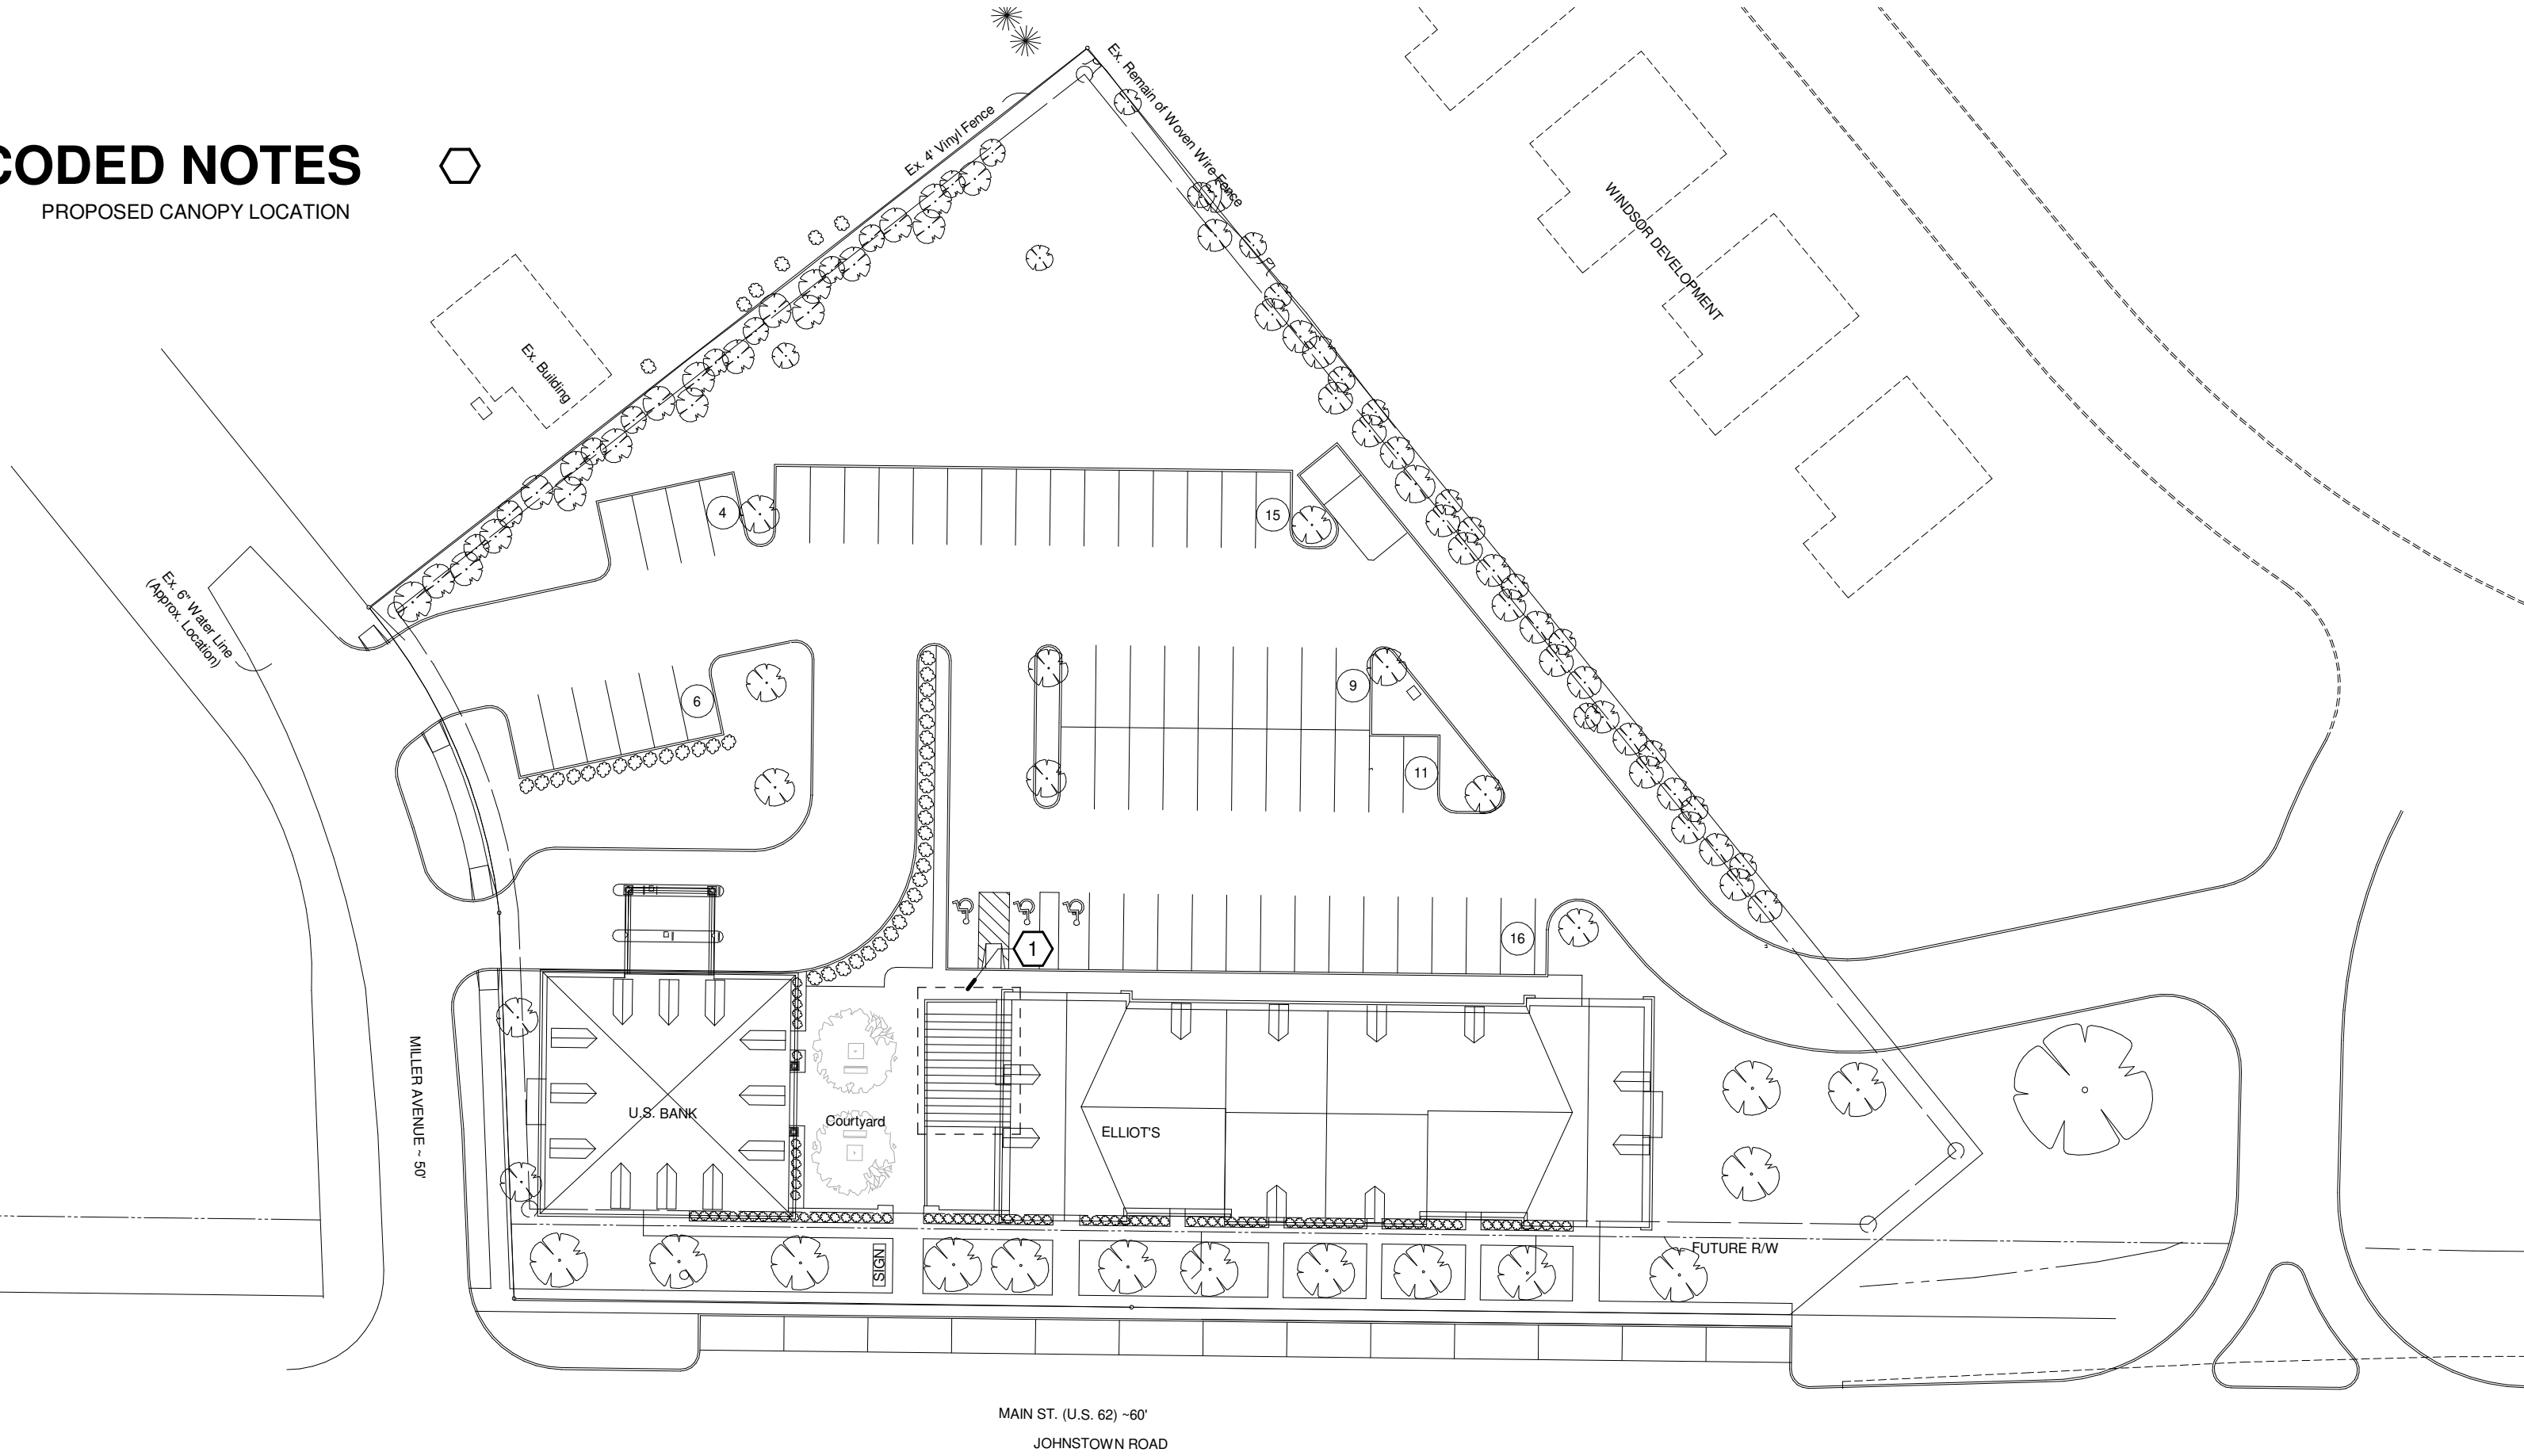 CODED NOTES
PROPOSED CANOPY LOCATION
Ex. 4' Vinyl Fence
Ex. Remain of Woven Wire Fence
WINDSOR DEVELOPMENT
Ex. Building
Ex. 6" Water Line
(Approx. Location)
4
15
6
9
11
16
1
MILLER AVENUE ~ 50'
U.S. BANK
Courtyard
ELLIOT'S
SIGN
FUTURE R/W
MAIN ST. (U.S. 62) ~60'
JOHNSTOWN ROAD